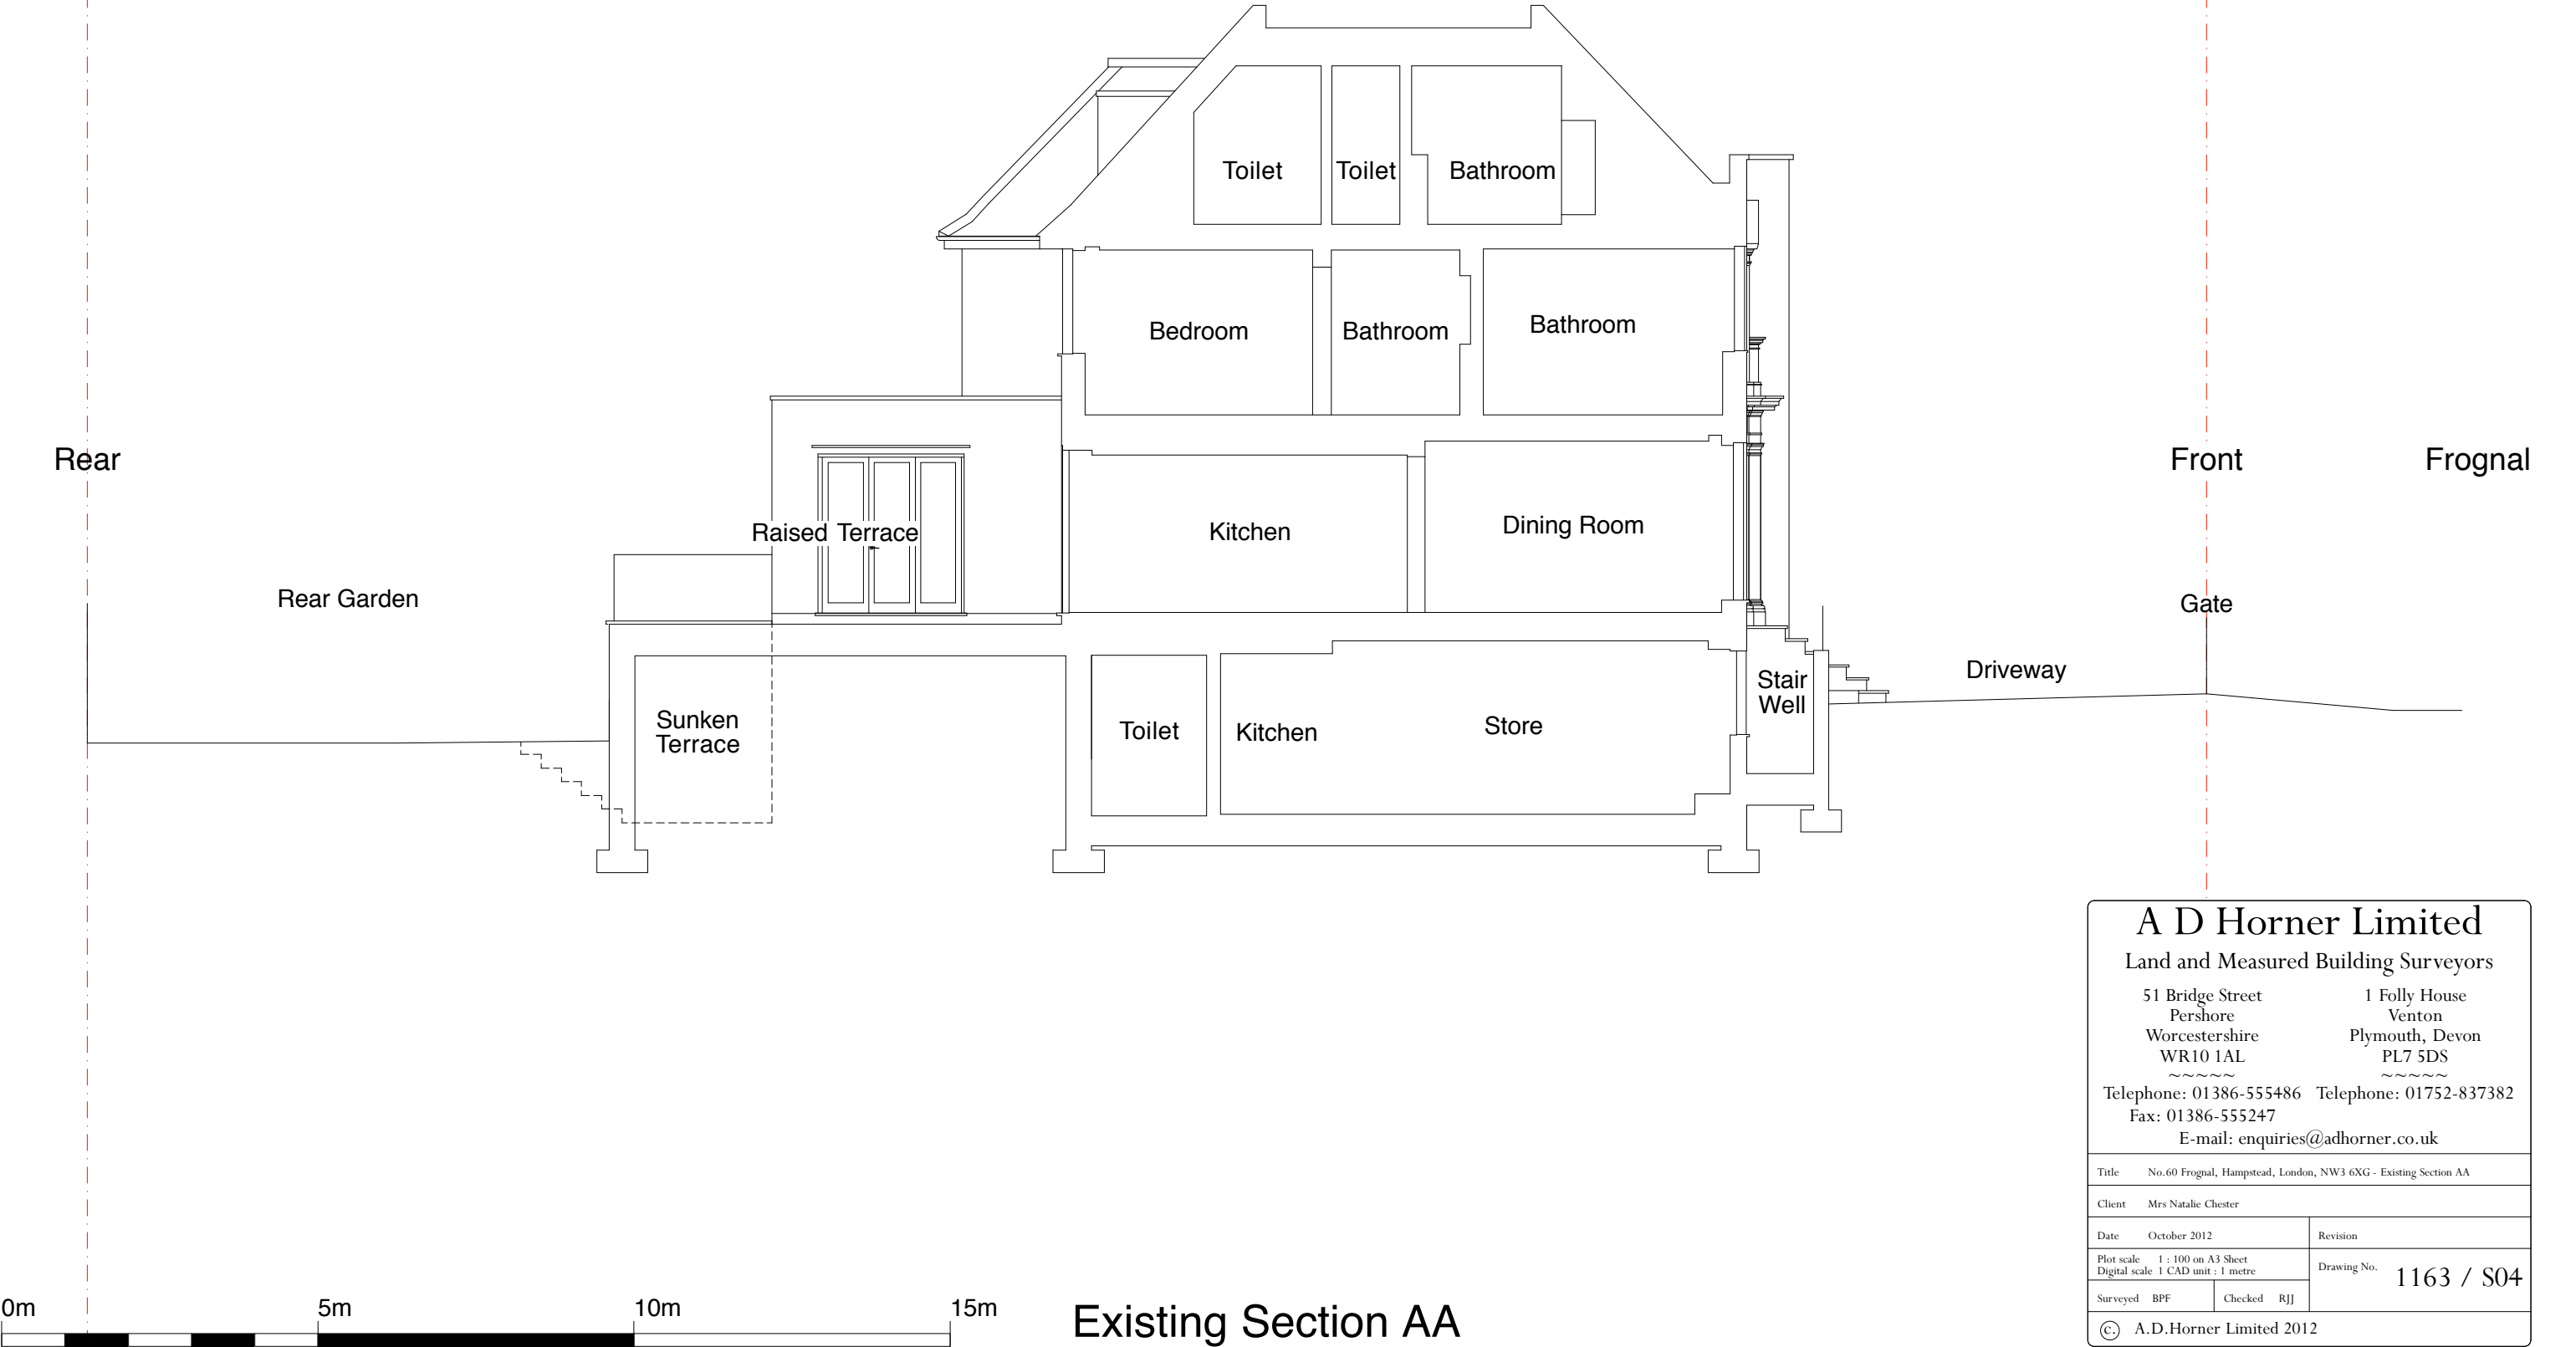 Toilet
Toilet
Bathroom
Bedroom
Bathroom
Bathroom
Rear
Front
Frognal
Raised Terrace
Kitchen
Dining Room
Rear Garden
Gate
Driveway
Sunken
Terrace
Toilet
Kitchen
Store
Stair
Well
A D Horner Limited
Land and Measured Building Surveyors
51 Bridge Street
Pershore
Worcestershire
WR10 1AL
~~~~~
Telephone: 01386-555486
Fax: 01386-555247
1 Folly House
Venton
Plymouth, Devon
PL7 5DS
~~~~~
Telephone: 01752-837382
E-mail: enquiries@adhorner.co.uk
Title No.60 Frognal, Hampstead, London, NW3 6XG - Existing Section AA
Client Mrs Natalie Chester
Date October 2012
Revision
Plot scale 1 : 100 on A3 Sheet
Digital scale 1 CAD unit : 1 metre
Drawing No. 1163 / S04
Surveyed BPF
Checked RJJ
©. A.D.Horner Limited 2012
0m 5m 10m 15m
Existing Section AA